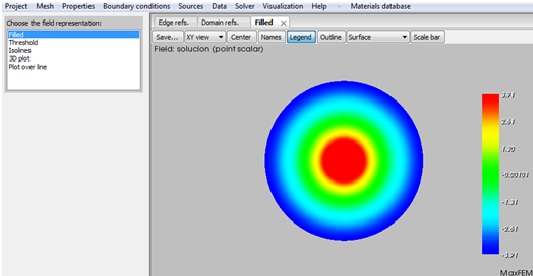 Project Mesh Properties Boundary conditions Sources Data Solver Visualization Help - Materials database
Choose the field representation:
Filled
Threshold
Isolines
3D plot
Plot over line
Edge refs. Domain refs. Filled
Save... XY view Center Names Legend Outline Surface Scale bar
Field: solucion (point scalar)
3.91
2.61
1.30
-0.00101
-1.31
-2.61
-3.91
MaxFEM